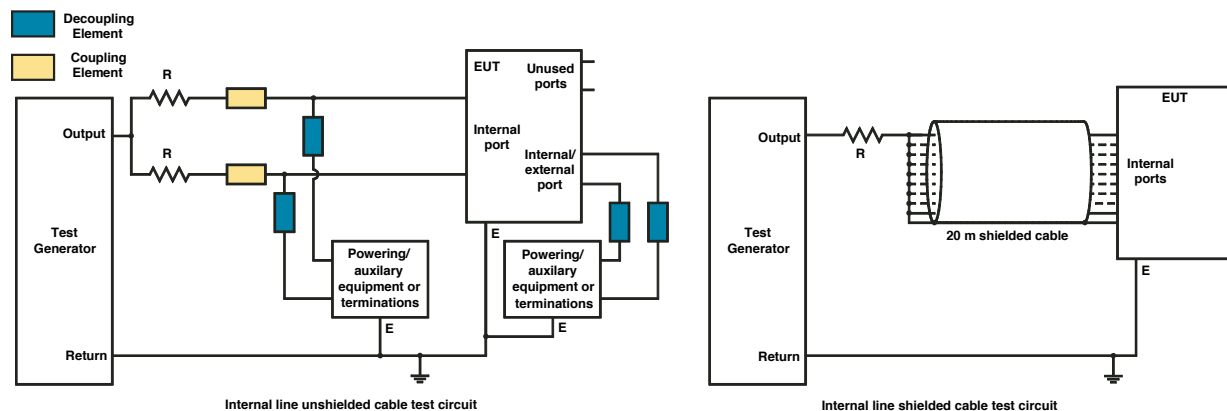 Decoupling
Element
Coupling
Element
R
R
Output
Test
Generator
Return
EUT
Unused
ports
Internal
port
Internal/
external
port
E
Powering/
auxilary
equipment or
terminations
E
Powering/
auxilary
equipment or
terminations
E
Internal line unshielded cable test circuit
Output
R
Test
Generator
Return
EUT
Internal
ports
20 m shielded cable
E
Internal line shielded cable test circuit